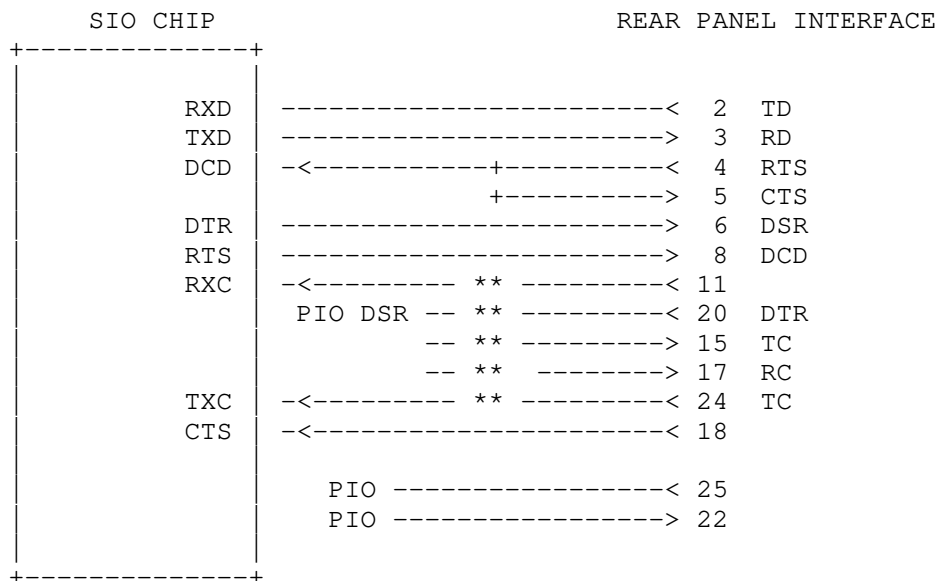 SIO CHIP REAR PANEL INTERFACE
+--------------+
RXD -----------------------< 2 TD
TXD -----------------------> 3 RD
DCD -<-----------+---------< 4 RTS
+---------> 5 CTS
DTR -----------------------> 6 DSR
RTS -----------------------> 8 DCD
RXC -<--------- ** ---------< 11
PIO DSR -- ** ---------< 20 DTR
-- ** ---------> 15 TC
-- ** --------> 17 RC
TXC -<--------- ** ---------< 24 TC
CTS -<---------------------< 18
PIO -----------------< 25
PIO -----------------> 22
+--------------+